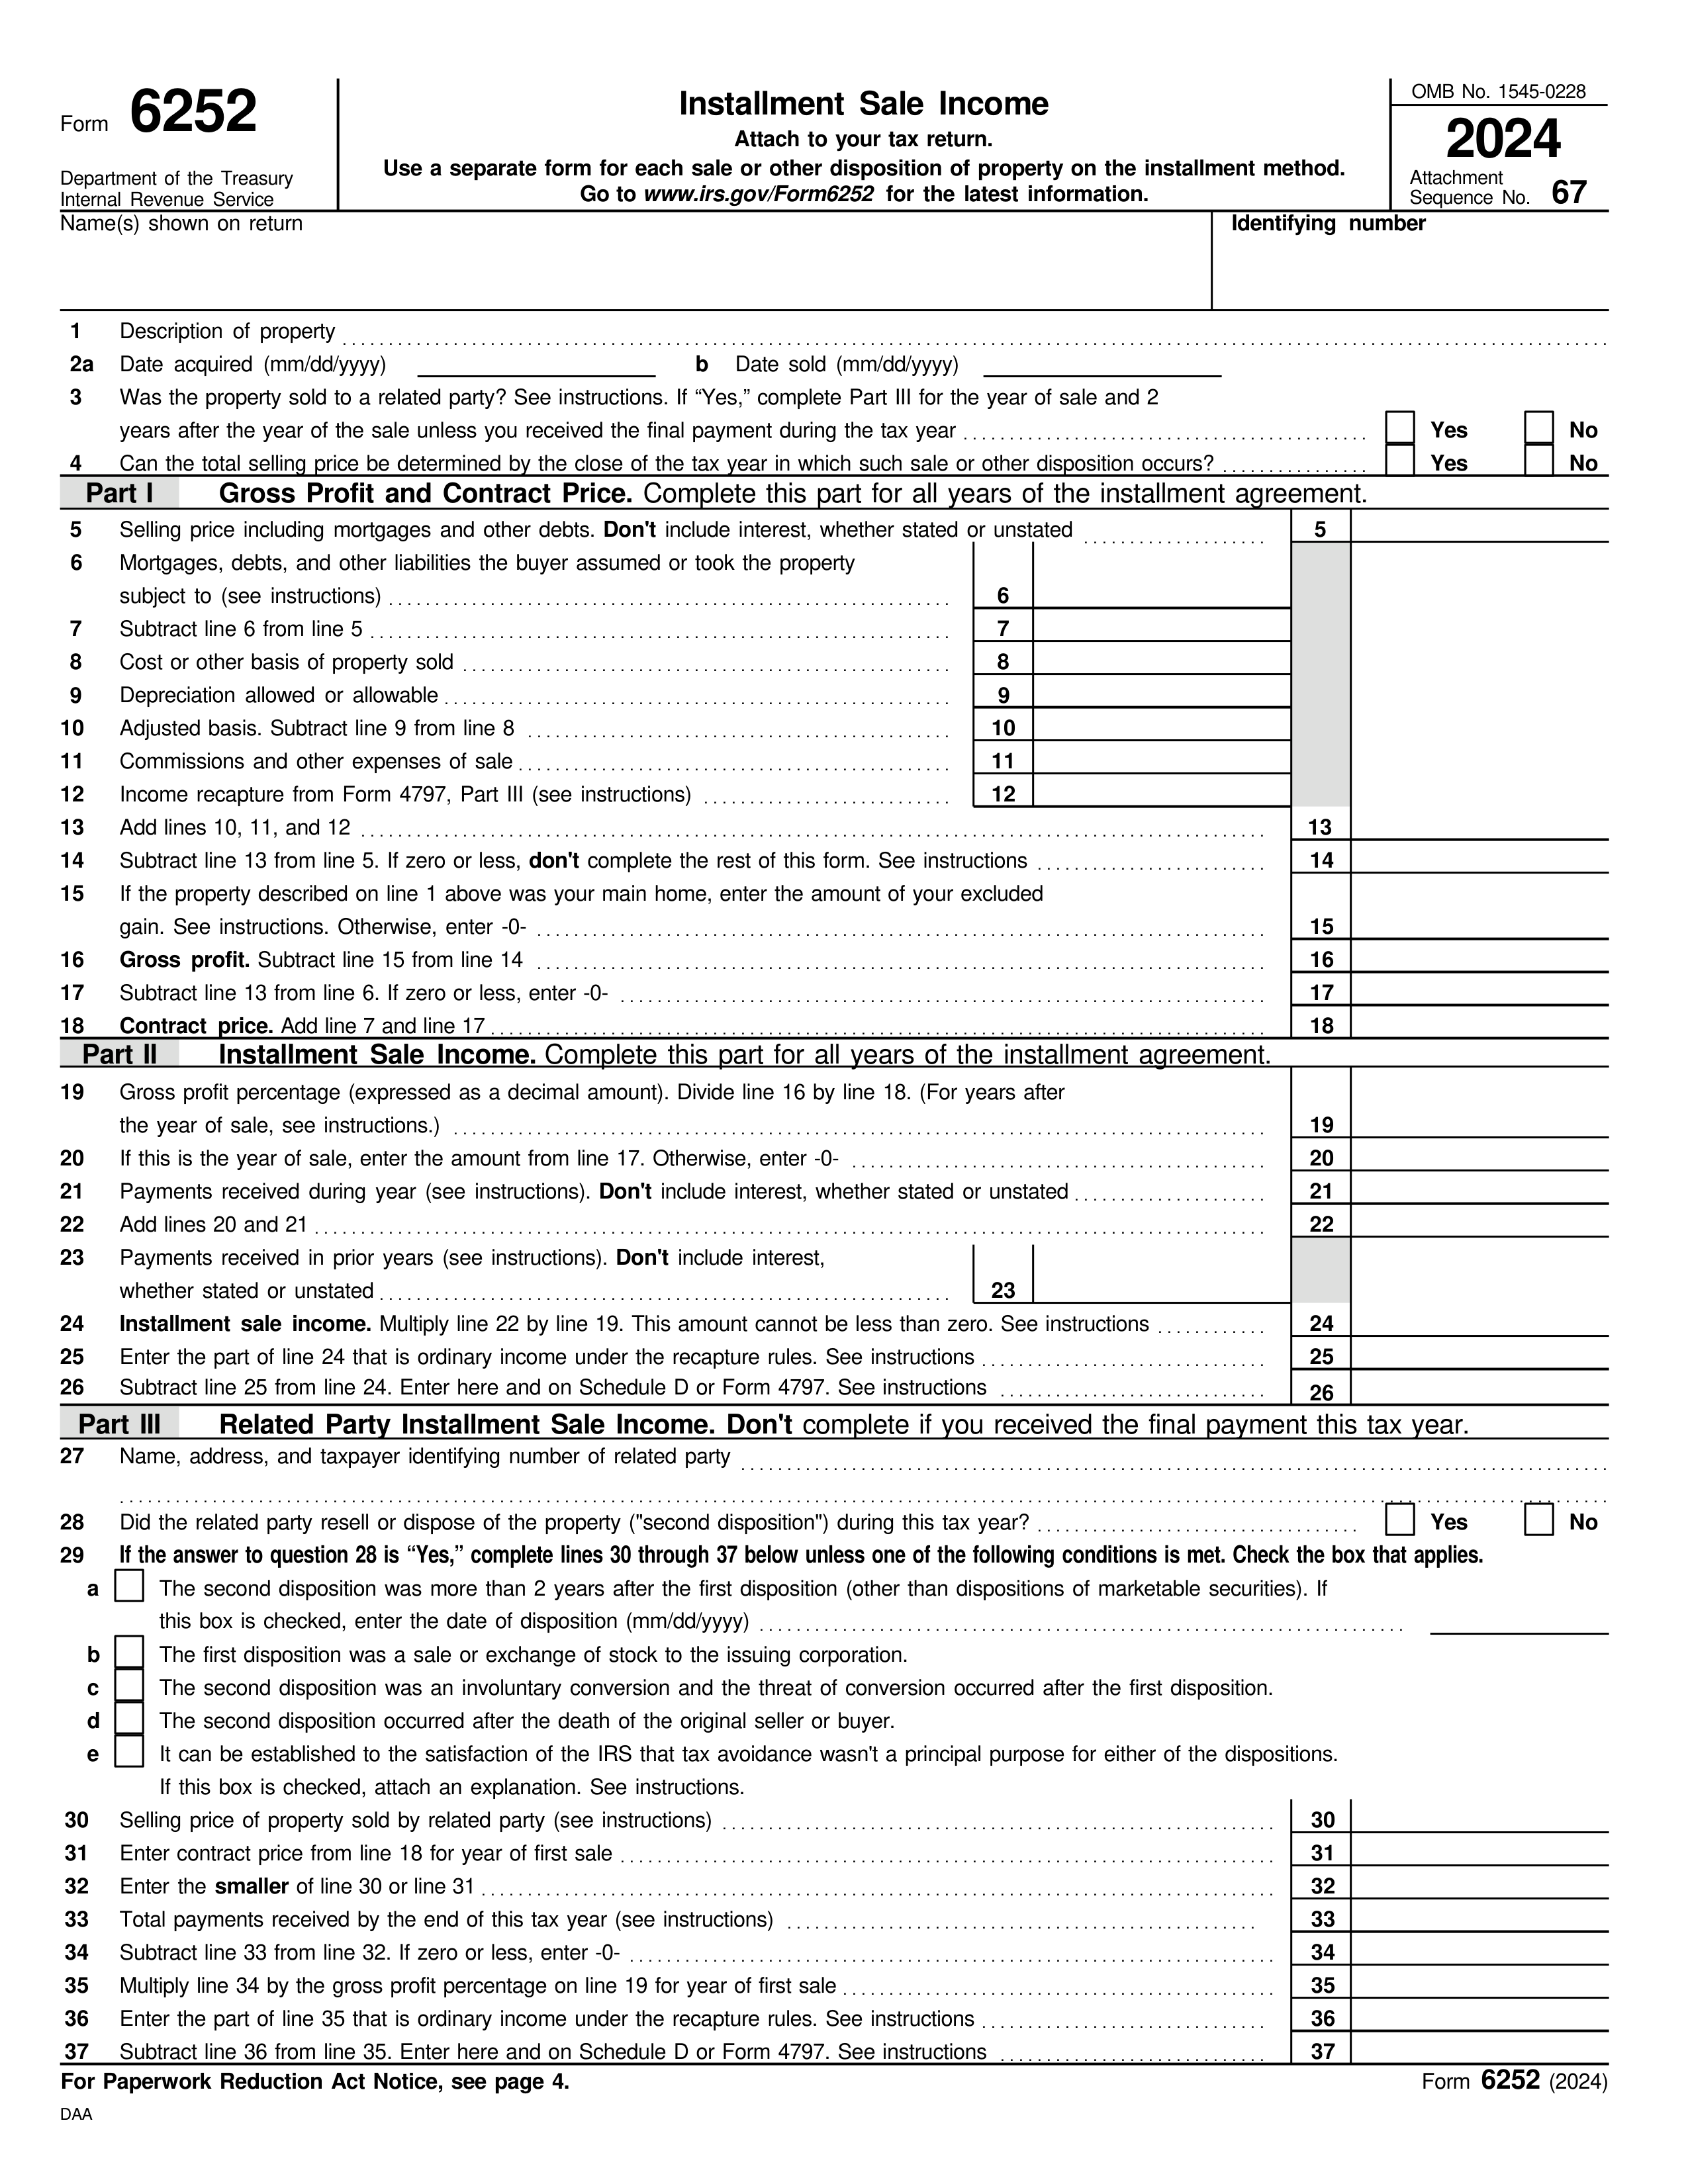 Form 6252
Department of the Treasury
Internal Revenue Service
Installment Sale Income
Attach to your tax return.
Use a separate form for each sale or other disposition of property on the installment method.
Go to www.irs.gov/Form6252 for the latest information.
OMB No. 1545-0228
2024
Attachment
Sequence No. 67
Name(s) shown on return
Identifying number
1 Description of property
2a Date acquired (mm/dd/yyyy) b Date sold (mm/dd/yyyy)
3 Was the property sold to a related party? See instructions. If “Yes,” complete Part III for the year of sale and 2
years after the year of the sale unless you received the final payment during the tax year Yes No
4 Can the total selling price be determined by the close of the tax year in which such sale or other disposition occurs? Yes No
Part I Gross Profit and Contract Price. Complete this part for all years of the installment agreement.
5 Selling price including mortgages and other debts. Don't include interest, whether stated or unstated 5
6 Mortgages, debts, and other liabilities the buyer assumed or took the property
subject to (see instructions) 6
7 Subtract line 6 from line 5 7
8 Cost or other basis of property sold 8
9 Depreciation allowed or allowable 9
10 Adjusted basis. Subtract line 9 from line 8 10
11 Commissions and other expenses of sale 11
12 Income recapture from Form 4797, Part III (see instructions) 12
13 Add lines 10, 11, and 12 13
14 Subtract line 13 from line 5. If zero or less, don't complete the rest of this form. See instructions 14
15 If the property described on line 1 above was your main home, enter the amount of your excluded
gain. See instructions. Otherwise, enter -0- 15
16 Gross profit. Subtract line 15 from line 14 16
17 Subtract line 13 from line 6. If zero or less, enter -0- 17
18 Contract price. Add line 7 and line 17 18
Part II Installment Sale Income. Complete this part for all years of the installment agreement.
19 Gross profit percentage (expressed as a decimal amount). Divide line 16 by line 18. (For years after
the year of sale, see instructions.) 19
20 If this is the year of sale, enter the amount from line 17. Otherwise, enter -0- 20
21 Payments received during year (see instructions). Don't include interest, whether stated or unstated 21
22 Add lines 20 and 21 22
23 Payments received in prior years (see instructions). Don't include interest,
whether stated or unstated 23
24 Installment sale income. Multiply line 22 by line 19. This amount cannot be less than zero. See instructions 24
25 Enter the part of line 24 that is ordinary income under the recapture rules. See instructions 25
26 Subtract line 25 from line 24. Enter here and on Schedule D or Form 4797. See instructions 26
Part III Related Party Installment Sale Income. Don't complete if you received the final payment this tax year.
27 Name, address, and taxpayer identifying number of related party
28 Did the related party resell or dispose of the property ("second disposition") during this tax year? Yes No
29 If the answer to question 28 is “Yes,” complete lines 30 through 37 below unless one of the following conditions is met. Check the box that applies.
a The second disposition was more than 2 years after the first disposition (other than dispositions of marketable securities). If
this box is checked, enter the date of disposition (mm/dd/yyyy)
b The first disposition was a sale or exchange of stock to the issuing corporation.
c The second disposition was an involuntary conversion and the threat of conversion occurred after the first disposition.
d The second disposition occurred after the death of the original seller or buyer.
e It can be established to the satisfaction of the IRS that tax avoidance wasn't a principal purpose for either of the dispositions.
If this box is checked, attach an explanation. See instructions.
30 Selling price of property sold by related party (see instructions) 30
31 Enter contract price from line 18 for year of first sale 31
32 Enter the smaller of line 30 or line 31 32
33 Total payments received by the end of this tax year (see instructions) 33
34 Subtract line 33 from line 32. If zero or less, enter -0- 34
35 Multiply line 34 by the gross profit percentage on line 19 for year of first sale 35
36 Enter the part of line 35 that is ordinary income under the recapture rules. See instructions 36
37 Subtract line 36 from line 35. Enter here and on Schedule D or Form 4797. See instructions 37
For Paperwork Reduction Act Notice, see page 4. Form 6252 (2024)
DAA